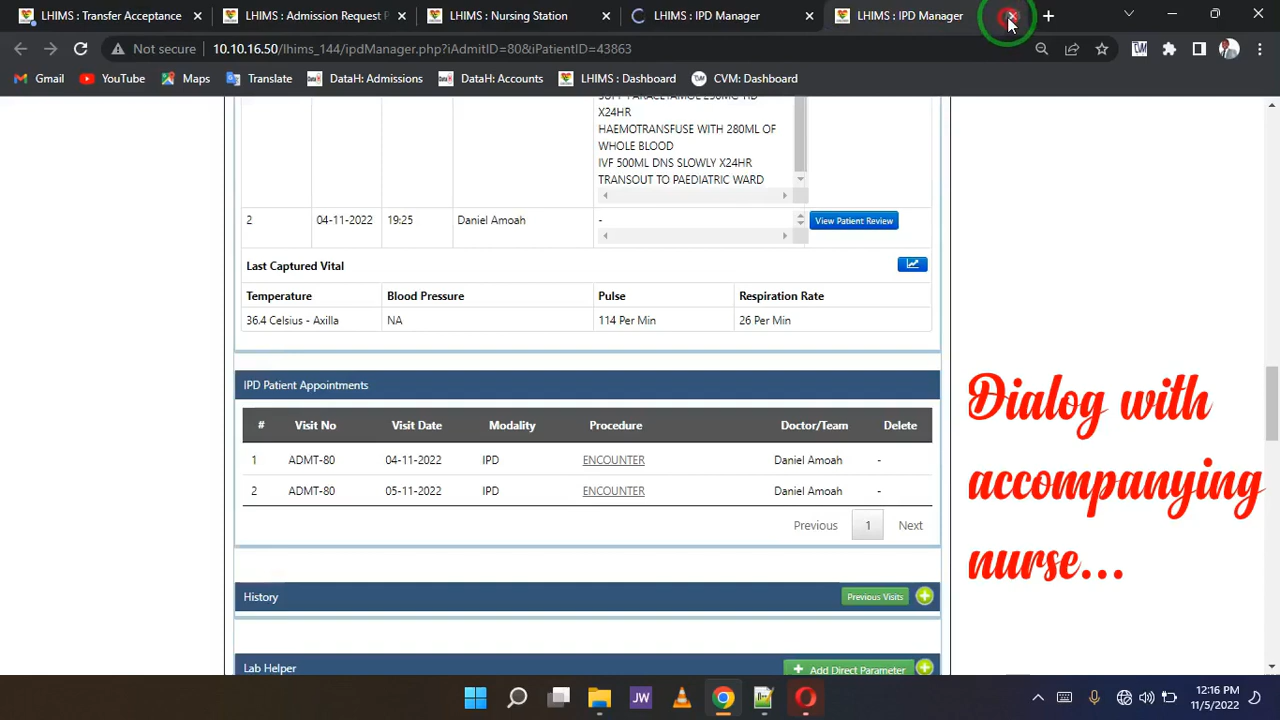 LHIMS : Transfer Acceptance
LHIMS : Admission Request P
LHIMS : Nursing Station
LHIMS : IPD Manager
Not secure
10.10.16.50/lhims_144/ipdManager.php?iAdmitID=80&iPatientID=43863
Gmail YouTube Maps Translate DataH: Admissions DataH: Accounts LHIMS : Dashboard CVM: Dashboard
X24HR
HAEMOTRANSFUSE WITH 280ML OF
WHOLE BLOOD
IVF 500ML DNS SLOWLY X24HR
TRANSOUT TO PAEDIATRIC WARD
2 04-11-2022 19:25 Daniel Amoah - View Patient Review
Last Captured Vital
Temperature Blood Pressure Pulse Respiration Rate
36.4 Celsius - Axilla NA 114 Per Min 26 Per Min
IPD Patient Appointments
# Visit No Visit Date Modality Procedure Doctor/Team Delete
1 ADMT-80 04-11-2022 IPD ENCOUNTER Daniel Amoah -
2 ADMT-80 05-11-2022 IPD ENCOUNTER Daniel Amoah -
Previous 1 Next
History Previous Visits
Lab Helper Add Direct Parameter
Dialog with
accompanying
nurse...
JW
12:16 PM
11/5/2022